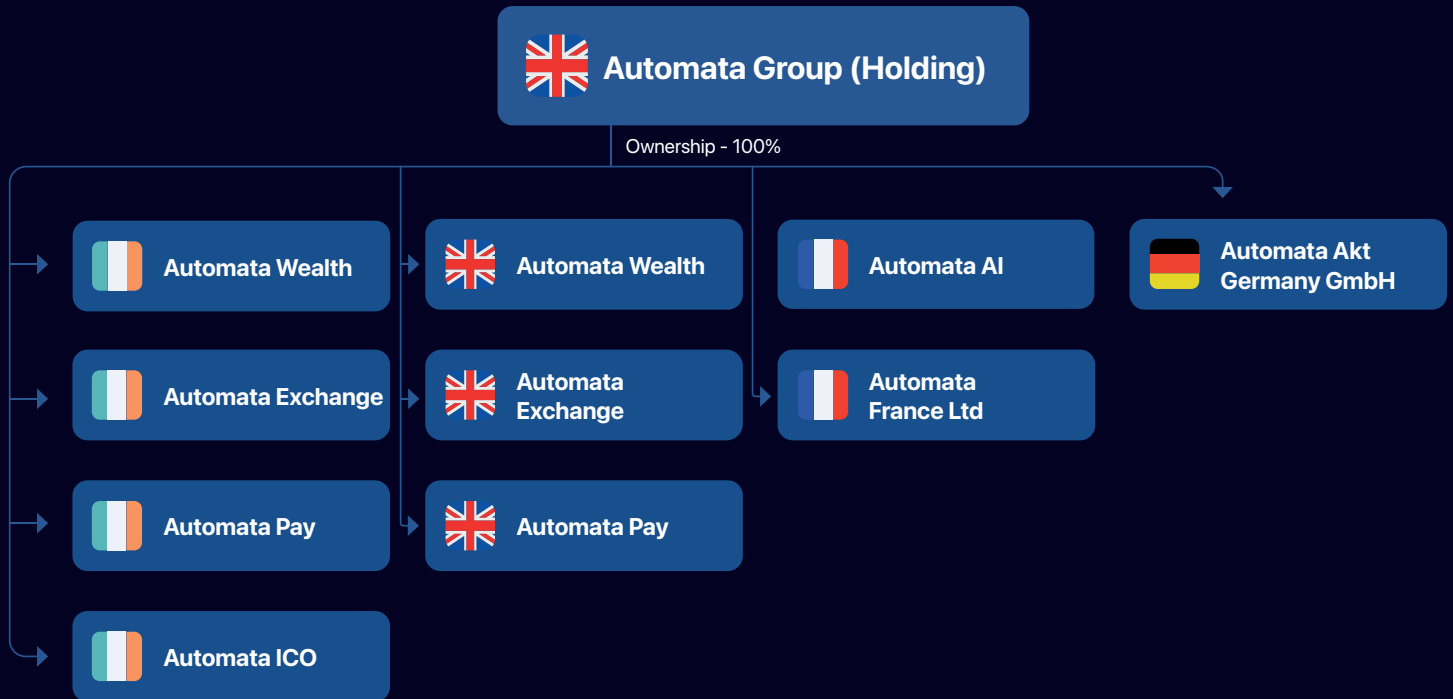 Automata Group (Holding)
Ownership - 100%
Automata Wealth
Automata Wealth
Automata AI
Automata Akt
Germany GmbH
Automata Exchange
Automata
Exchange
Automata
France Ltd
Automata Pay
Automata Pay
Automata ICO